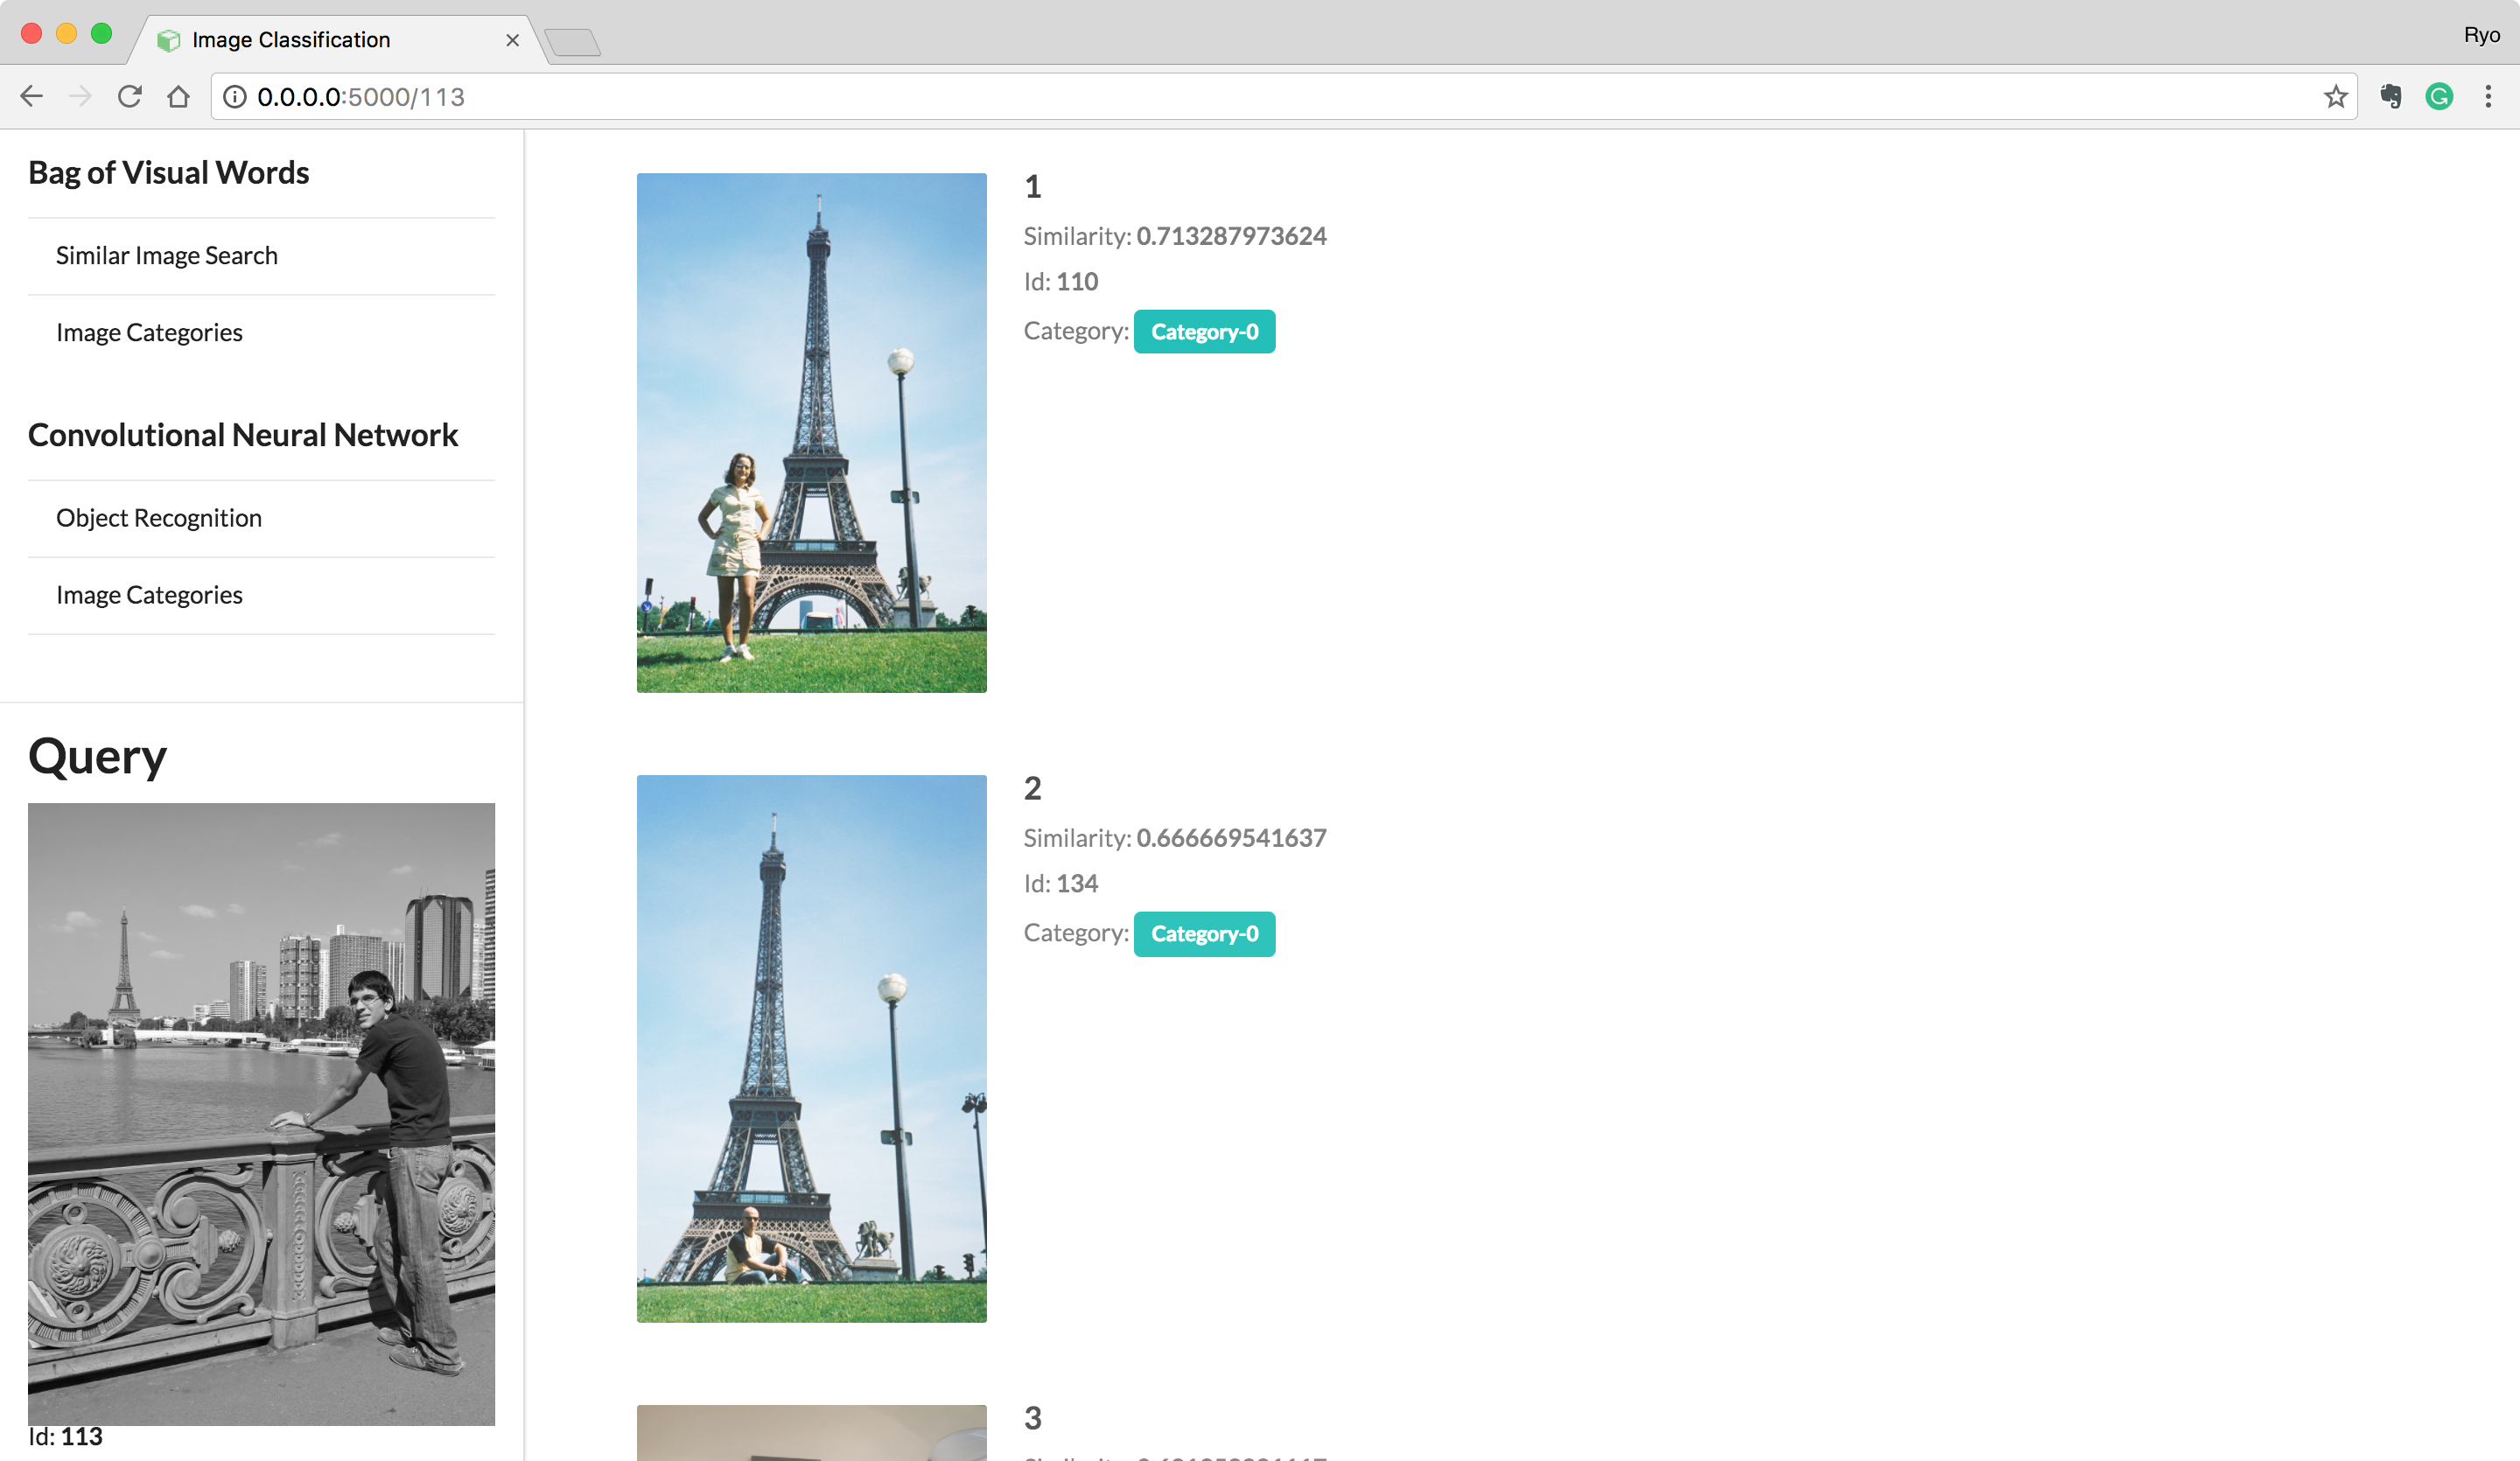 Image Classification
Ryo
0.0.0.0:5000/113
Bag of Visual Words
Similar Image Search
Image Categories
Convolutional Neural Network
Object Recognition
Image Categories
Query
Id: 113
1
Similarity: 0.713287973624
Id: 110
Category: Category-0
2
Similarity: 0.666669541637
Id: 134
Category: Category-0
3